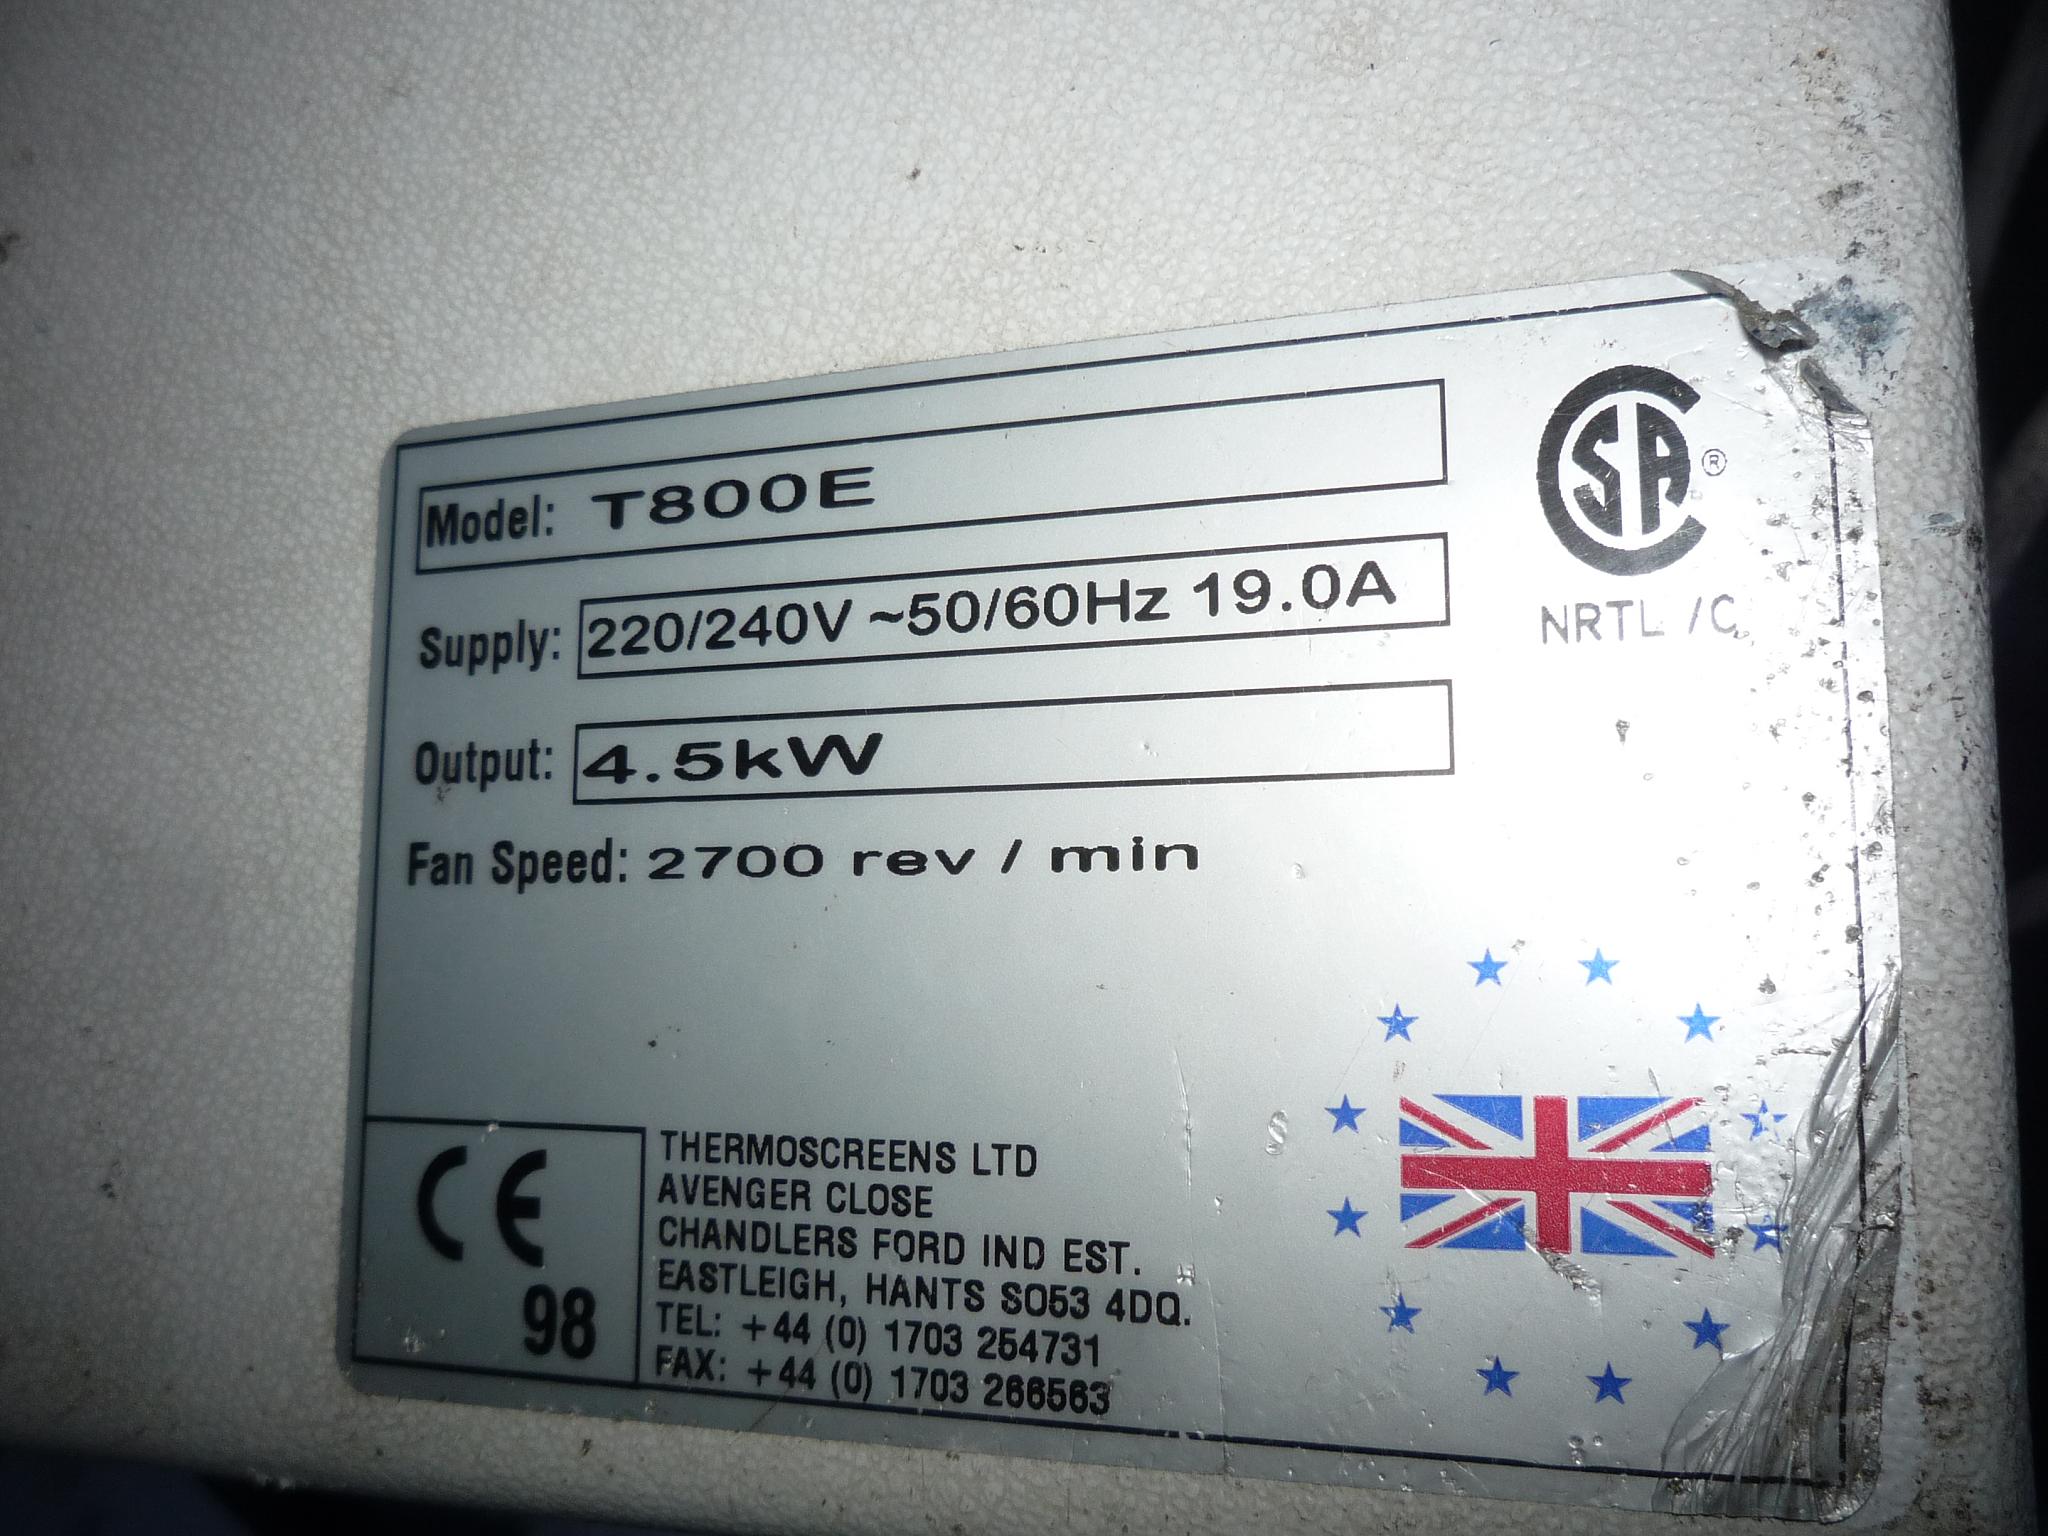 Model: T800E
Supply: 220/240V ~50/60Hz 19.0A
Output: 4.5kW
Fan Speed: 2700 rev / min
CSA ®
NRTL /C
CE
98
THERMOSCREENS LTD
AVENGER CLOSE
CHANDLERS FORD IND EST.
EASTLEIGH, HANTS SO53 4DQ.
TEL: +44 (0) 1703 254731
FAX: +44 (0) 1703 266563